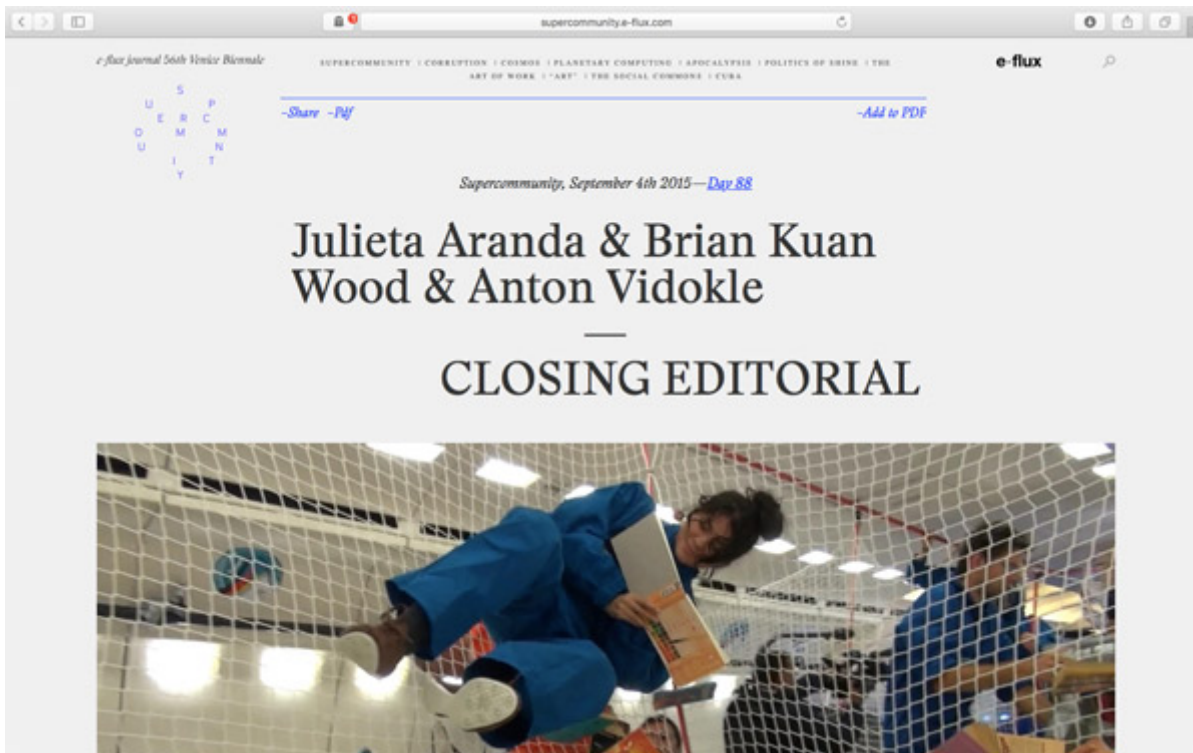 supercommunity.e-flux.com
e-flux journal 56th Venice Biennale
SUPERCOMMUNITY | CORRUPTION | COSMOS | PLANETARY COMPUTING | APOCALYPSIS | POLITICS OF SHINE | THE
ART OF WORK | "ART" | THE SOCIAL COMMONS | CUBA
e-flux
S
U P
E R C
O M M
U N
I T
Y
~Share ~Pdf
~Add to PDF
Supercommunity, September 4th 2015—Day 88
Julieta Aranda & Brian Kuan
Wood & Anton Vidokle
—
CLOSING EDITORIAL